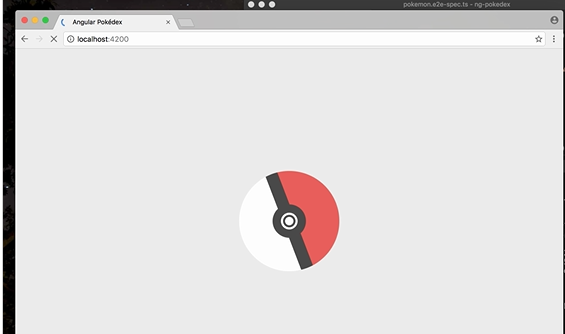 pokemon.e2e-spec.ts - ng-pokedex
Angular Pokédex
localhost:4200